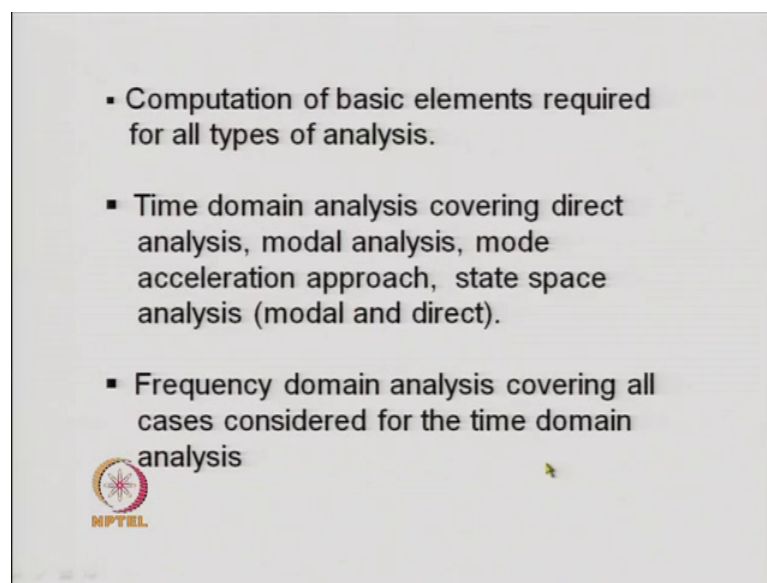 ▪ Computation of basic elements required
for all types of analysis.
▪ Time domain analysis covering direct
analysis, modal analysis, mode
acceleration approach, state space
analysis (modal and direct).
▪ Frequency domain analysis covering all
cases considered for the time domain
analysis
NPTEL